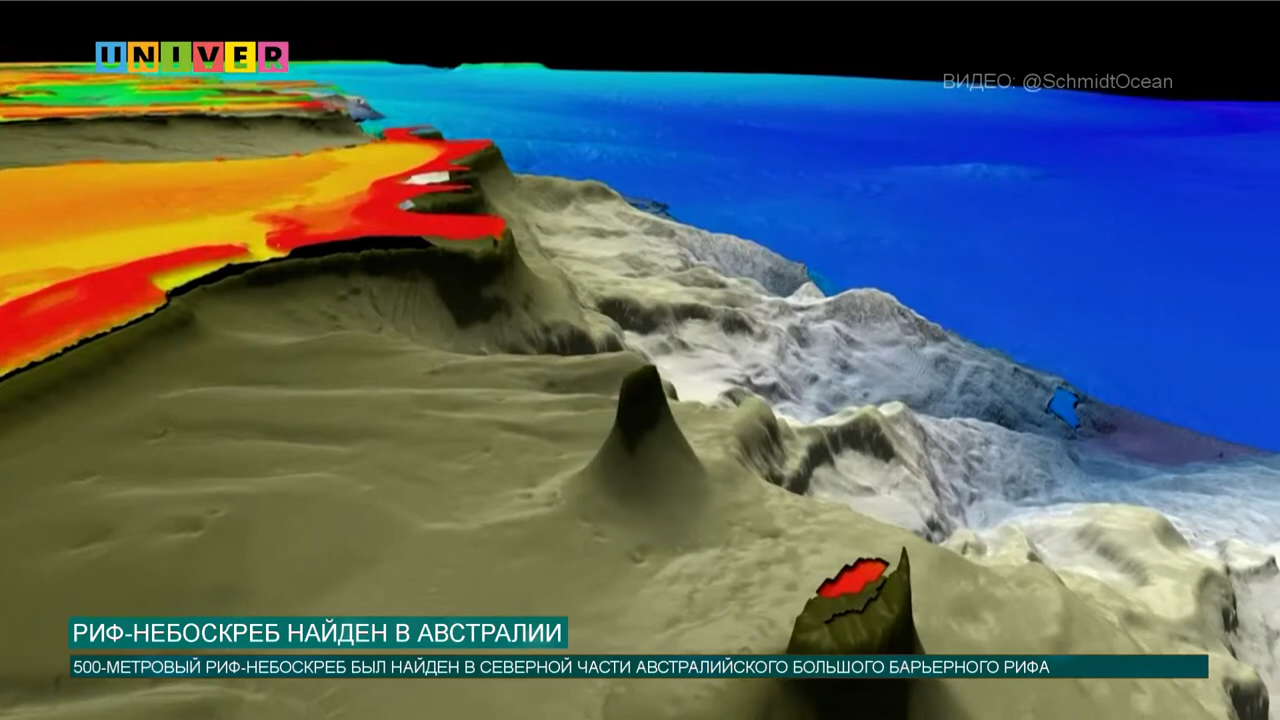 UNIVER
ВИДЕО: @SchmidtOcean
РИФ-НЕБОСКРЕБ НАЙДЕН В АВСТРАЛИИ
500-МЕТРОВЫЙ РИФ-НЕБОСКРЕБ БЫЛ НАЙДЕН В СЕВЕРНОЙ ЧАСТИ АВСТРАЛИЙСКОГО БОЛЬШОГО БАРЬЕРНОГО РИФА